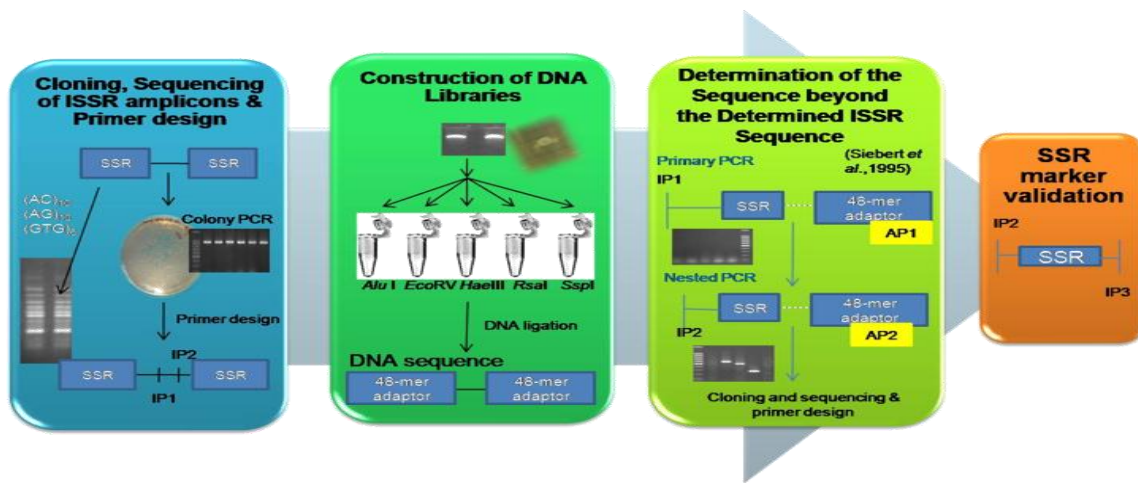 Cloning, Sequencing
of ISSR amplicons &
Primer design
SSR
SSR
(AC)
(AG)
(GTG)
Colony PCR
Primer design
IP2
SSR
SSR
IP1
Construction of DNA
Libraries
Alu I EcoRV HaeIII RsaI SspI
DNA ligation
DNA sequence
48-mer
adaptor
48-mer
adaptor
Determination of the
Sequence beyond
the Determined ISSR
Sequence
(Siebert et
al.,1995)
Primary PCR
IP1
SSR
48-mer
adaptor
AP1
Nested PCR
SSR
48-mer
adaptor
IP2
AP2
Cloning and sequencing &
primer design
SSR
marker
validation
IP2
SSR
IP3